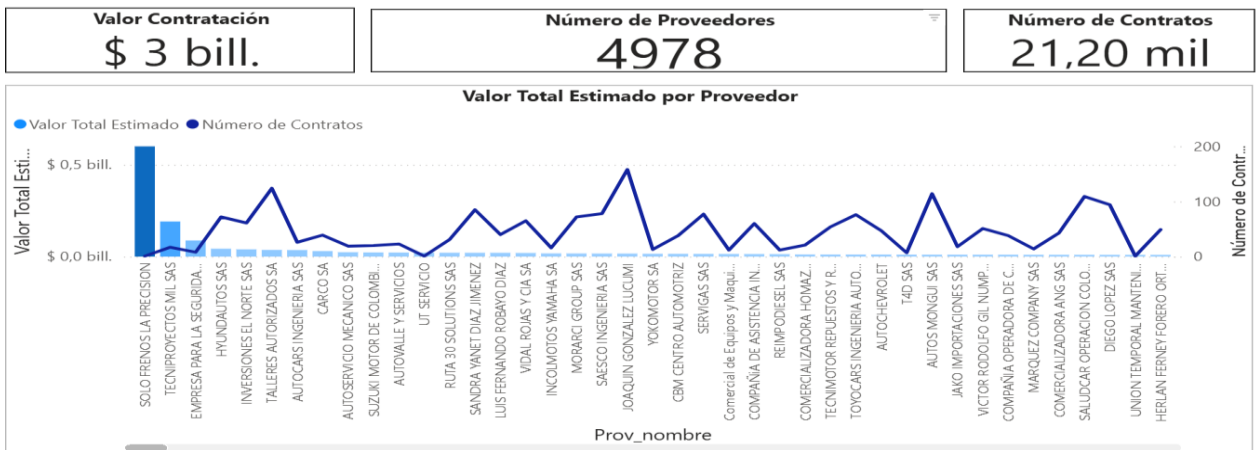 Valor Contratación
$ 3 bill.
Número de Proveedores
4978
Número de Contratos
21,20 mil
Valor Total Estimado por Proveedor
Valor Total Estimado
Número de Contratos
Valor Total Esti...
$ 0,5 bill.
$ 0,0 bill.
200
100
0
Número de Contr...
SOLO FRENOS LA PRECISION
TECNIPROYECTOS MIL SAS
EMPRESA PARA LA SEGURIDA...
HYUNDAUTOS SAS
INVERSIONES EL NORTE SAS
TALLERES AUTORIZADOS SA
AUTOCARS INGENIERIA SAS
CARCO SA
AUTOSERVICIO MECANICO SAS
SUZUKI MOTOR DE COLOMBI...
AUTOVALLE Y SERVICIOS
UT SERVICIO
RUTA 30 SOLUTIONS SAS
SANDRA YANET DIAZ JIMENEZ
LUIS FERNANDO ROBAYO DIAZ
VIDAL ROJAS Y CIA SA
INCOLMOTOS YAMAHA SA
MORARCI GROUP SAS
SAESCO INGENIERIA SAS
JOAQUIN GONZALEZ LUCUMI
YOKOMOTOR SA
CBM CENTRO AUTOMOTRIZ
SERVIGAS SAS
Comercial de Equipos y Maqui...
COMPAÑÍA DE ASISTENCIA IN...
REIMPODIESEL SAS
COMERCIALIZADORA HOMAZ...
TECNIMOTOR REPUESTOS Y R...
TOYOCARS INGENIERIA AUTO...
AUTOCHEVROLET
T4D SAS
AUTOS MONGUI SAS
JAKO IMPORTACIONES SAS
VICTOR RODOLFO GIL NUMP...
COMPAÑIA OPERADORA DE C...
MARQUEZ COMPANY SAS
COMERCIALIZADORA ANG SAS
SALUDCAR OPERACION COLO...
DIEGO LOPEZ SAS
UNION TEMPORAL MANTENI...
HERLAN FERNEY FORERO ORT...
Prov_nombre